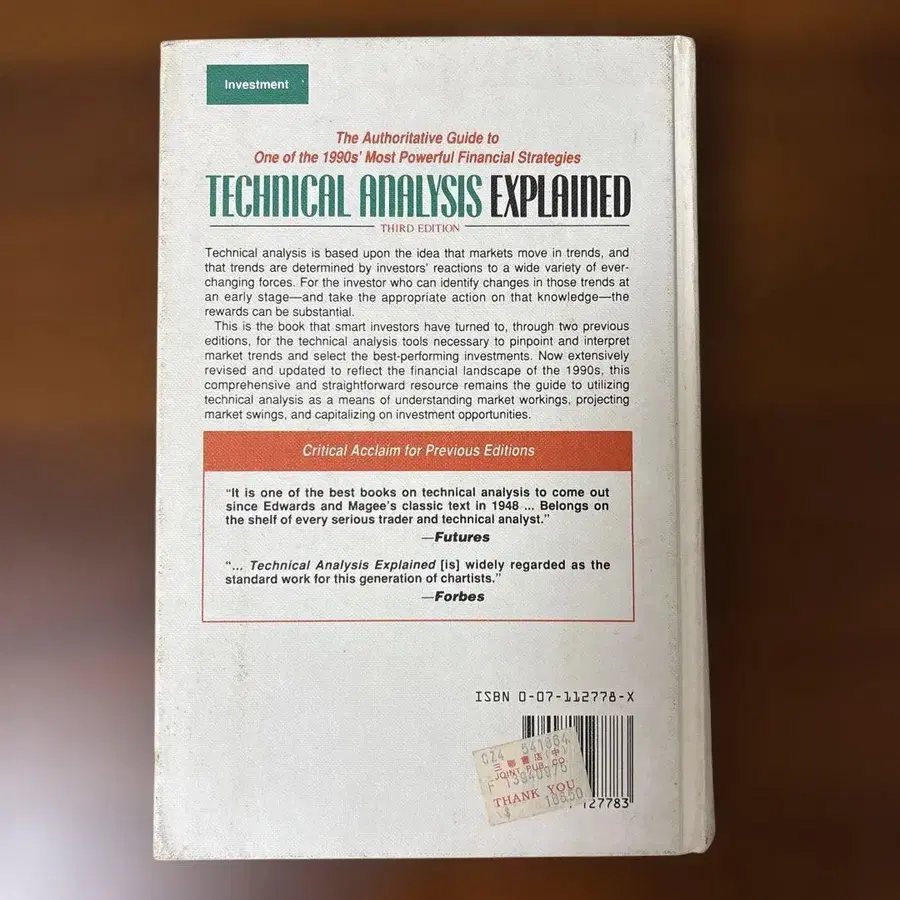 Investment
The Authoritative Guide to
One of the 1990s' Most Powerful Financial Strategies
TECHNICAL ANALYSIS EXPLAINED
THIRD EDITION
Technical analysis is based upon the idea that markets move in trends, and
that trends are determined by investors' reactions to a wide variety of ever-
changing forces. For the investor who can identify changes in those trends at
an early stage—and take the appropriate action on that knowledge—the
rewards can be substantial.
This is the book that smart investors have turned to, through two previous
editions, for the technical analysis tools necessary to pinpoint and interpret
market trends and select the best-performing investments. Now extensively
revised and updated to reflect the financial landscape of the 1990s, this
comprehensive and straightforward resource remains the guide to utilizing
technical analysis as a means of understanding market workings, projecting
market swings, and capitalizing on investment opportunities.
Critical Acclaim for Previous Editions
“It is one of the best books on technical analysis to come out
since Edwards and Magee's classic text in 1948 ... Belongs on
the shelf of every serious trader and technical analyst.”
—Futures
“... Technical Analysis Explained [is] widely regarded as the
standard work for this generation of chartists.”
—Forbes
ISBN 0-07-112778-X
CZ4 541864
三聯書店(中)
JOINT PUB. CO.
THANK YOU
127783